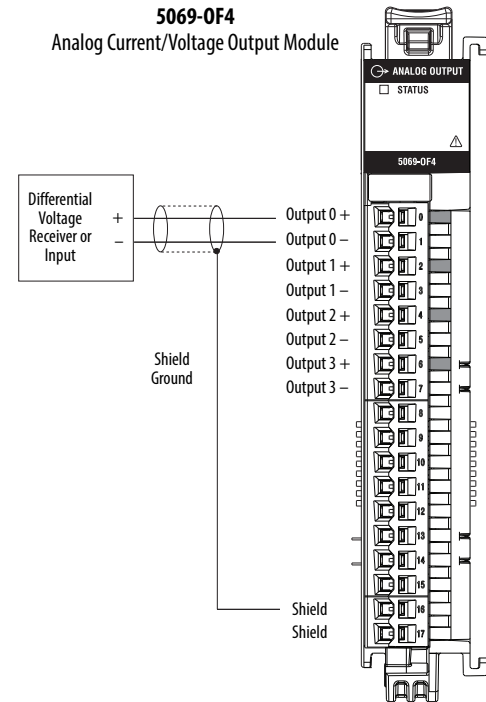 5069-OF4
Analog Current/Voltage Output Module
ANALOG OUTPUT
STATUS
5069-OF4
Differential
Voltage
Receiver or
Input
+
–
Shield
Ground
Output 0 +
Output 0 –
Output 1 +
Output 1 –
Output 2 +
Output 2 –
Output 3 +
Output 3 –
Shield
Shield
0
1
2
3
4
5
6
7
8
9
10
11
12
13
14
15
16
17